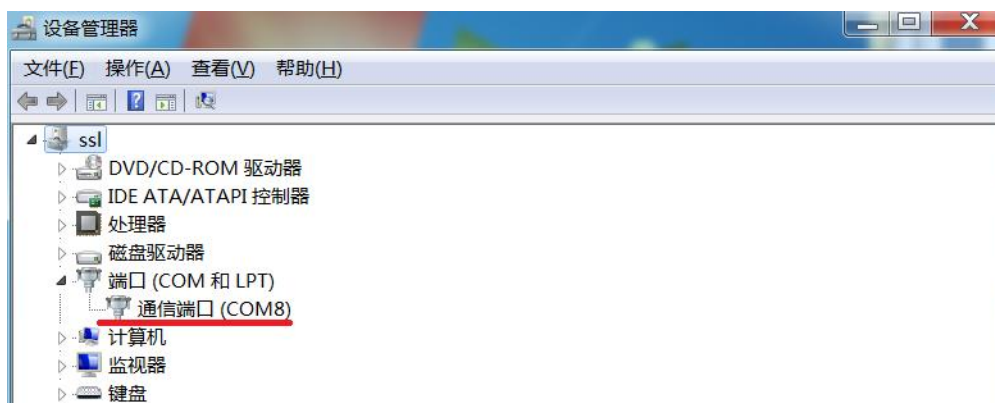 设备管理器
文件(F) 操作(A) 查看(V) 帮助(H)
ssl
DVD/CD-ROM 驱动器
IDE ATA/ATAPI 控制器
处理器
磁盘驱动器
端口 (COM 和 LPT)
通信端口 (COM8)
计算机
监视器
键盘